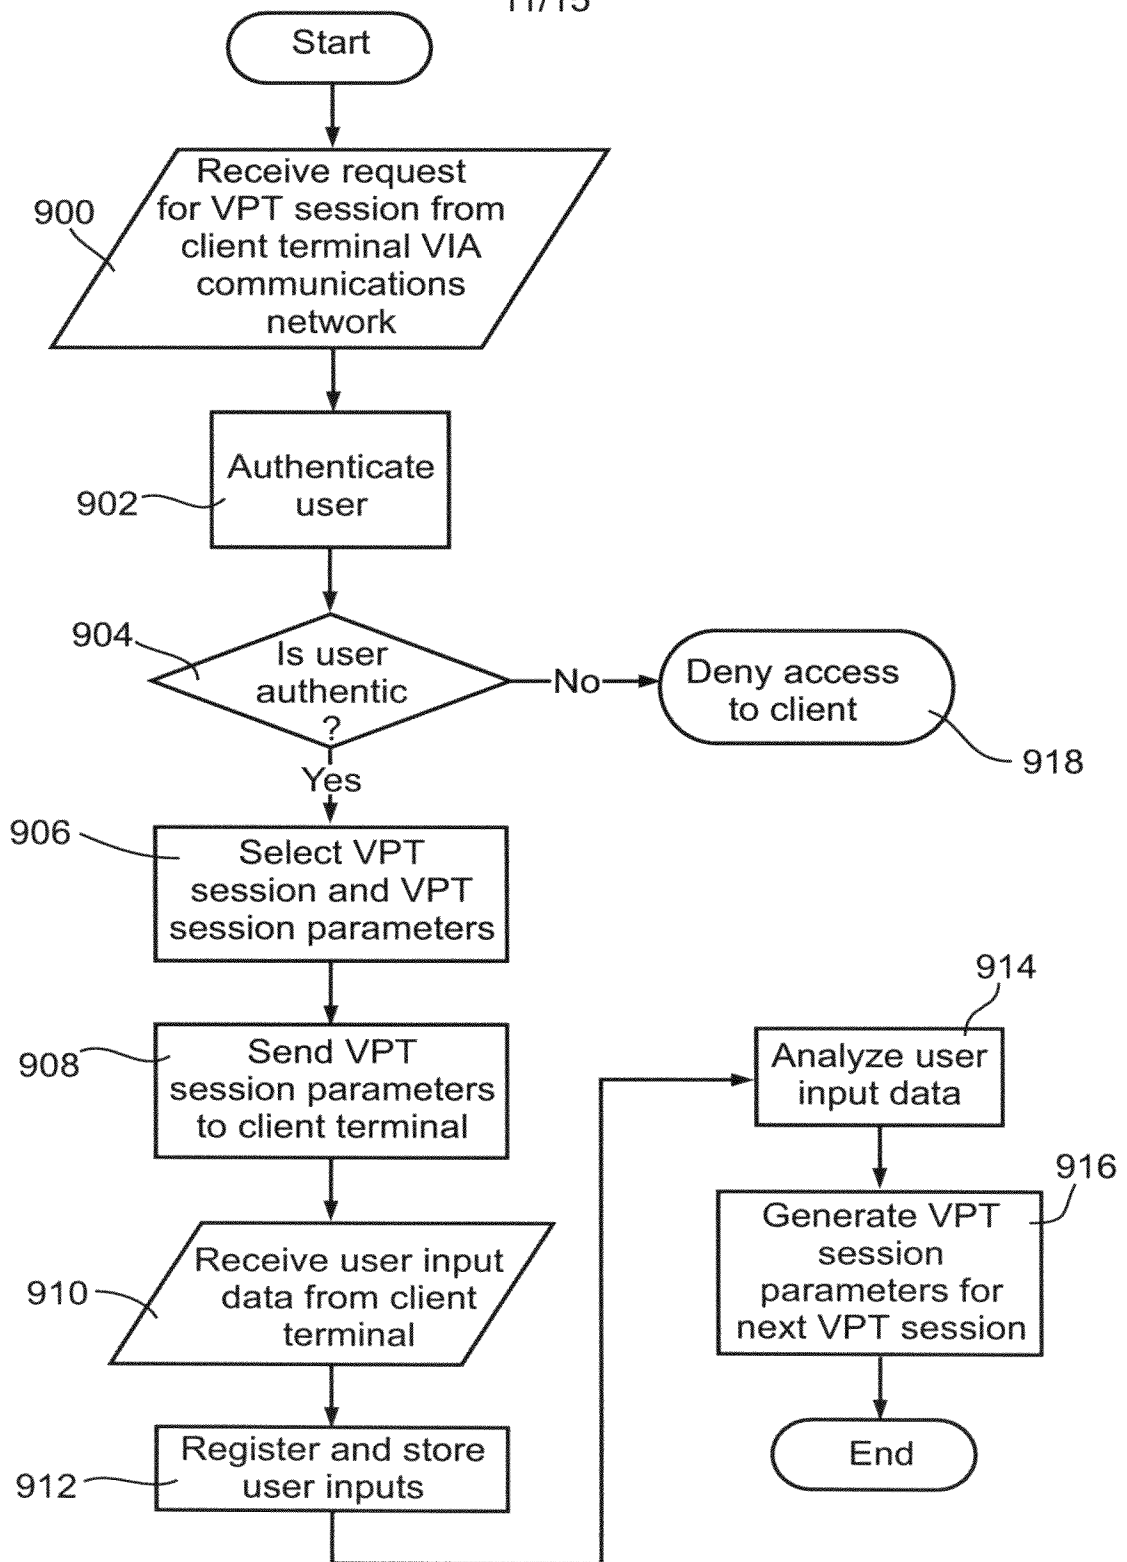 11/15
Start
900
Receive request
for VPT session from
client terminal VIA
communications
network
902
Authenticate
user
904
Is user
authentic
?
No
Deny access
to client
918
Yes
906
Select VPT
session and VPT
session parameters
908
Send VPT
session parameters
to client terminal
910
Receive user input
data from client
terminal
912
Register and store
user inputs
914
Analyze user
input data
916
Generate VPT
session
parameters for
next VPT session
End